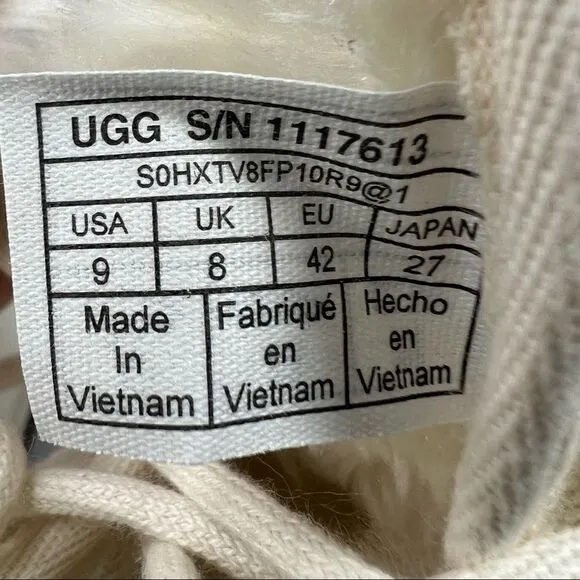 UGG S/N 1117613
S0HXTV8FP10R9@1
USA UK EU JAPAN
9 8 42 27
Made In Vietnam
Fabriqué en Vietnam
Hecho en Vietnam